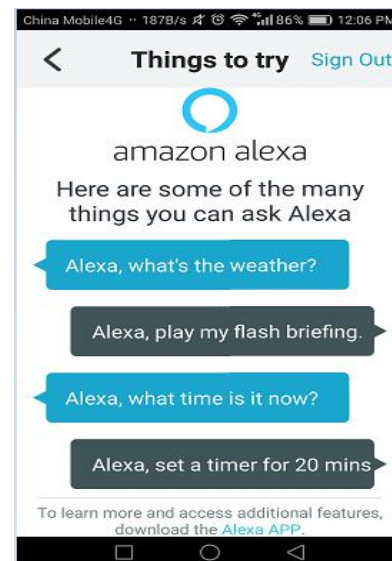 China Mobile4G ·· 187B/s 4G 86% 12:06 PM
Things to try Sign Out
amazon alexa
Here are some of the many
things you can ask Alexa
Alexa, what's the weather?
Alexa, play my flash briefing.
Alexa, what time is it now?
Alexa, set a timer for 20 mins
To learn more and access additional features,
download the Alexa APP.